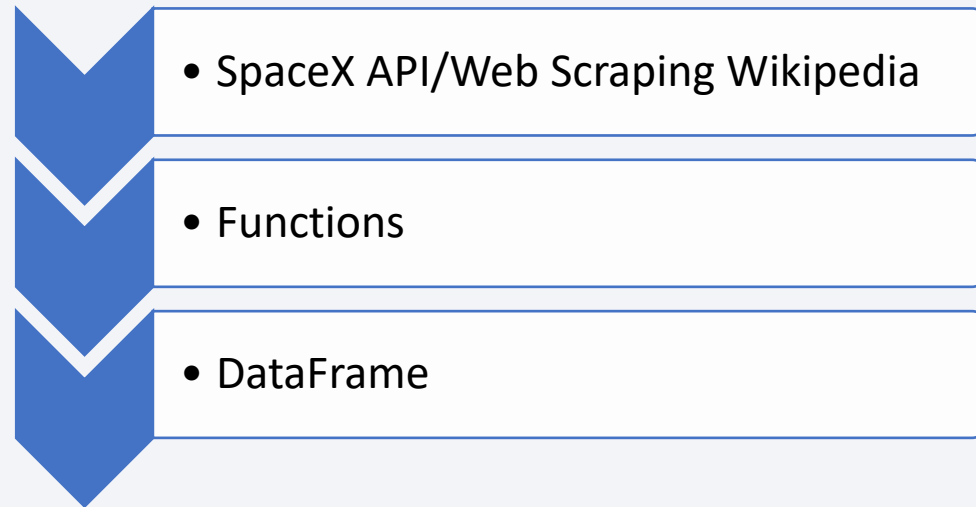 • SpaceX API/Web Scraping Wikipedia
• Functions
• DataFrame